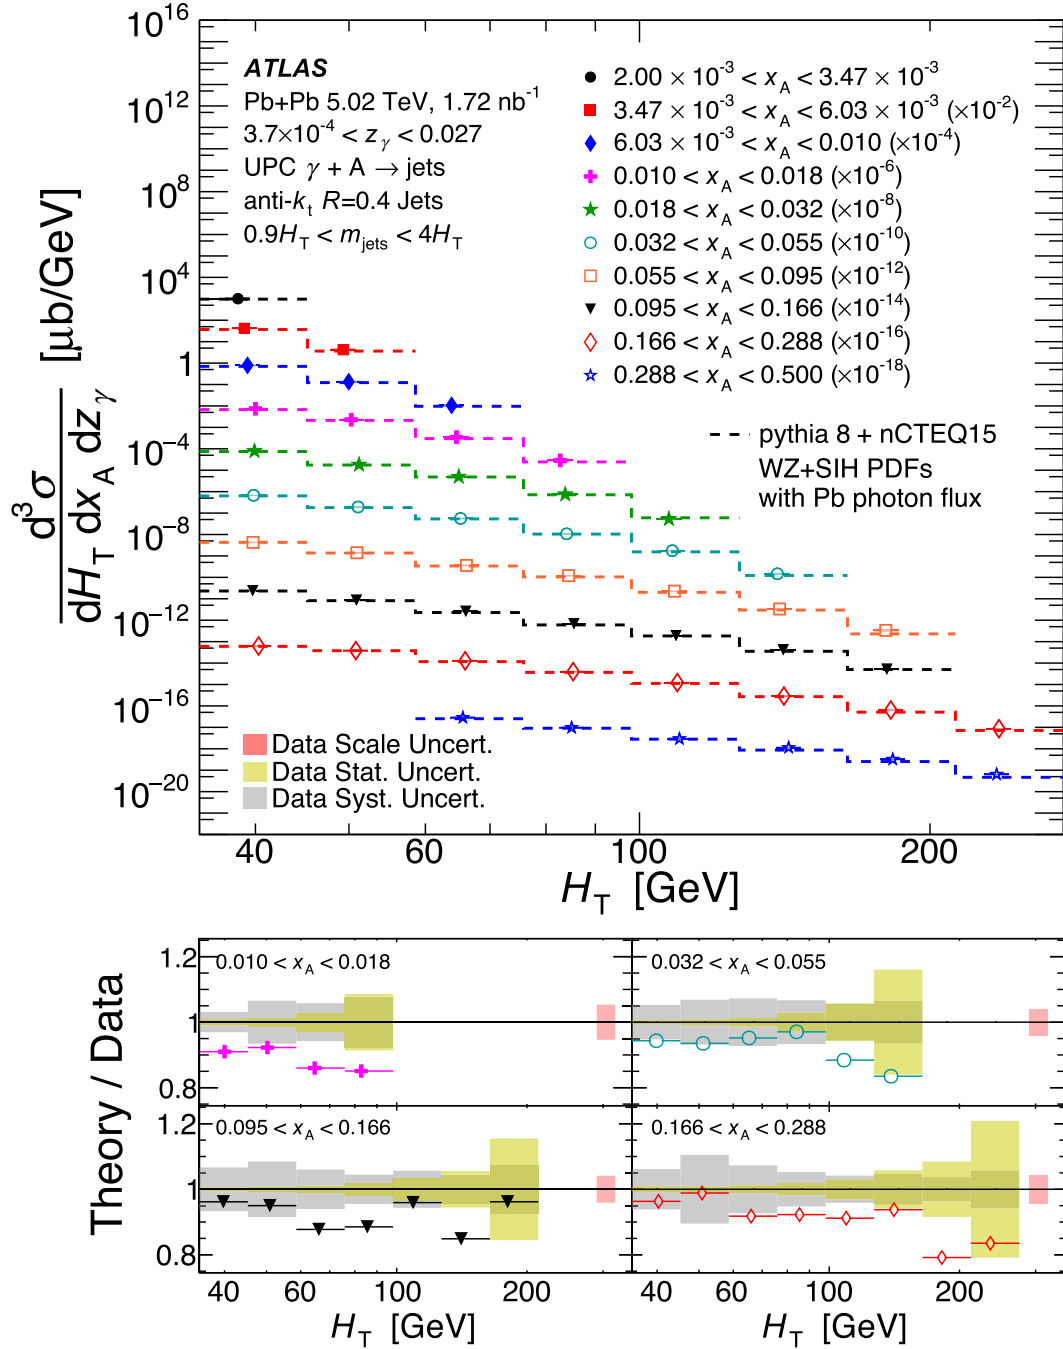 10^16
10^12
10^8
10^4
1
10^−4
10^−8
10^−12
10^−16
10^−20
d³σ / dH_T dx_A dz_γ [μb/GeV]
ATLAS
Pb+Pb 5.02 TeV, 1.72 nb^-1
3.7×10^-4 < z_γ < 0.027
UPC γ + A → jets
anti-k_t R=0.4 Jets
0.9H_T < m_jets < 4H_T
2.00 × 10^-3 < x_A < 3.47 × 10^-3
3.47 × 10^-3 < x_A < 6.03 × 10^-3 (×10^-2)
6.03 × 10^-3 < x_A < 0.010 (×10^-4)
0.010 < x_A < 0.018 (×10^-6)
0.018 < x_A < 0.032 (×10^-8)
0.032 < x_A < 0.055 (×10^-10)
0.055 < x_A < 0.095 (×10^-12)
0.095 < x_A < 0.166 (×10^-14)
0.166 < x_A < 0.288 (×10^-16)
0.288 < x_A < 0.500 (×10^-18)
pythia 8 + nCTEQ15
WZ+SIH PDFs
with Pb photon flux
Data Scale Uncert.
Data Stat. Uncert.
Data Syst. Uncert.
40 60 100 200
H_T [GeV]
Theory / Data
1.2
1
0.8
0.010 < x_A < 0.018
0.032 < x_A < 0.055
1.2
1
0.8
0.095 < x_A < 0.166
0.166 < x_A < 0.288
40 60 100 200
40 60 100 200
H_T [GeV]
H_T [GeV]